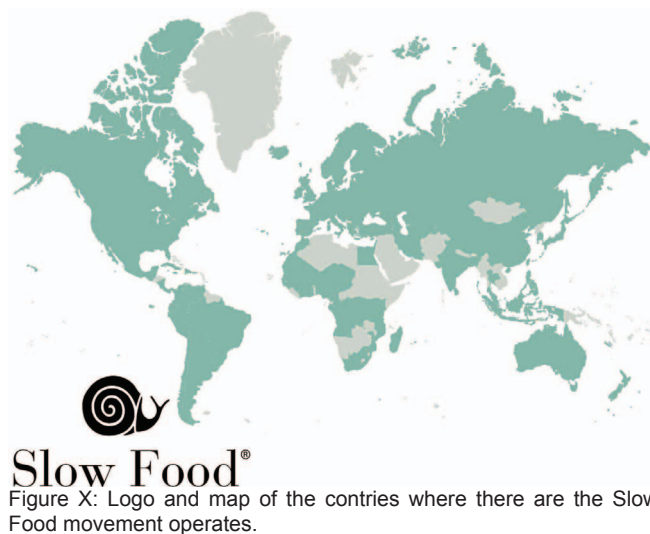 Slow Food®
Figure X: Logo and map of the contries where there are the Slow
Food movement operates.